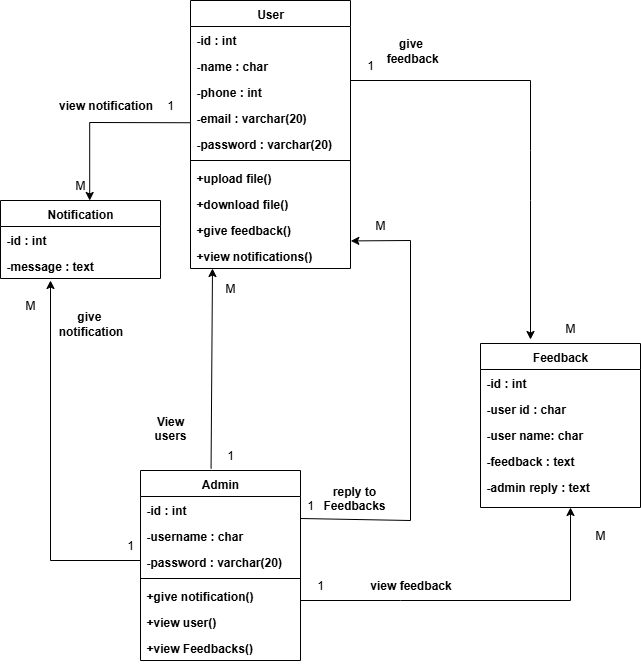 User
-id : int
-name : char
-phone : int
-email : varchar(20)
-password : varchar(20)
+upload file()
+download file()
+give feedback()
+view notifications()
give
feedback
1
M
view notification
1
M
Notification
-id : int
-message : text
M
give
notification
1
M
View
users
1
M
reply to
Feedbacks
1
Feedback
-id : int
-user id : char
-user name: char
-feedback : text
-admin reply : text
Admin
-id : int
-username : char
-password : varchar(20)
+give notification()
+view user()
+view Feedbacks()
1
view feedback
M